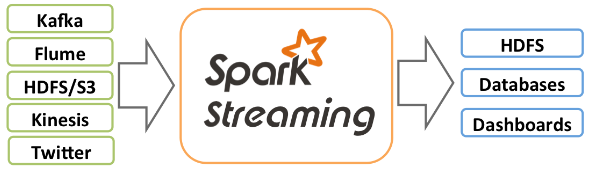 Kafka
Flume
HDFS/S3
Kinesis
Twitter
Spark
Streaming
HDFS
Databases
Dashboards